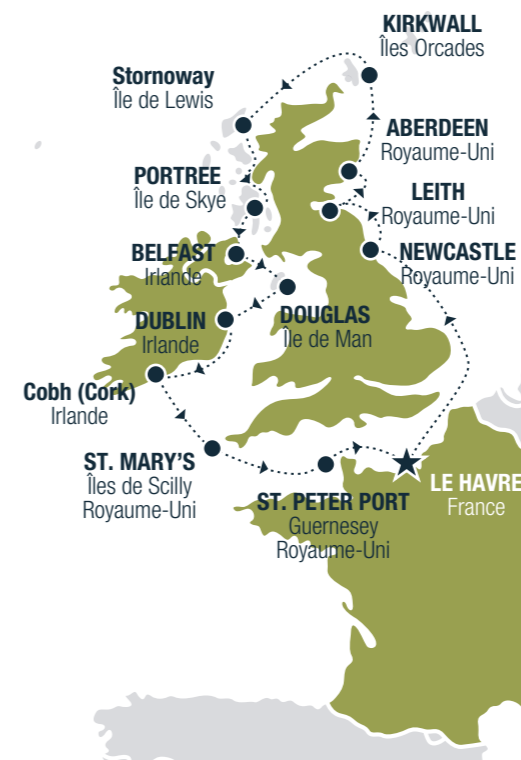 KIRKWALL
Îles Orcades
Stornoway
Île de Lewis
ABERDEEN
Royaume-Uni
PORTREE
Île de Skye
LEITH
Royaume-Uni
BELFAST
Irlande
NEWCASTLE
Royaume-Uni
DUBLIN
Irlande
DOUGLAS
Île de Man
Cobh (Cork)
Irlande
ST. MARY'S
Îles de Scilly
Royaume-Uni
ST. PETER PORT
Guernesey
Royaume-Uni
LE HAVRE
France